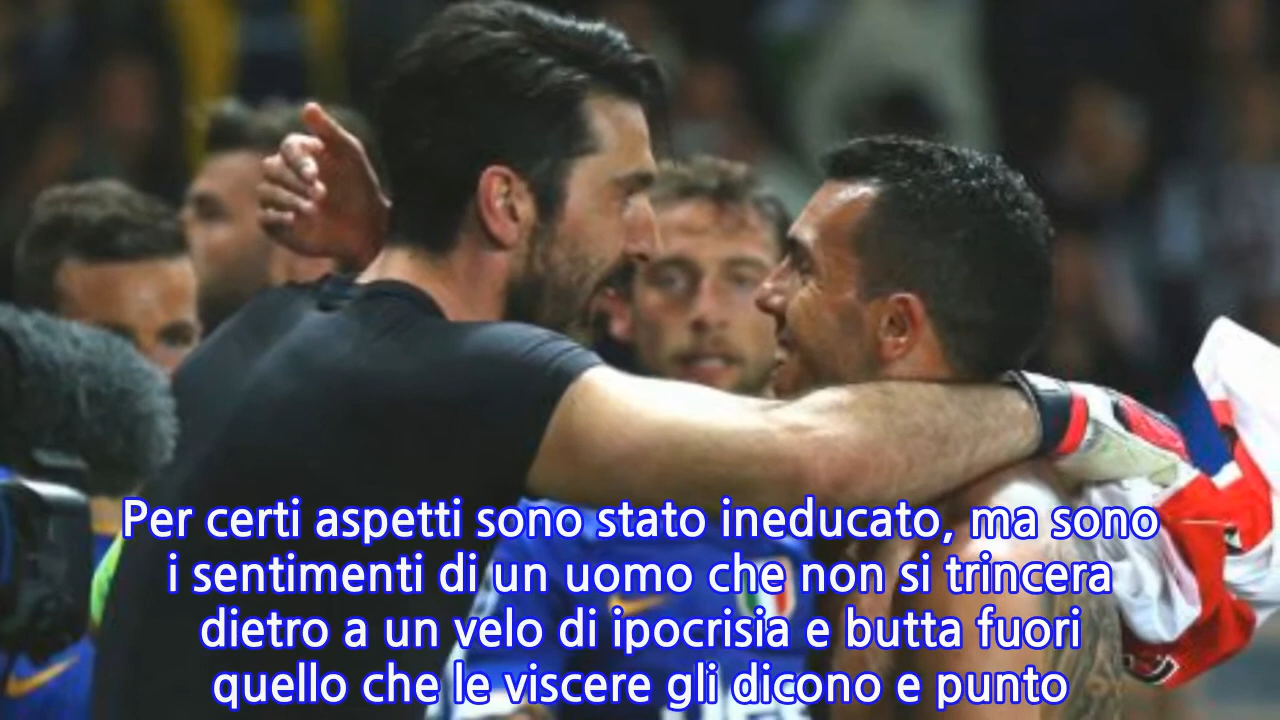 Per certi aspetti sono stato ineducato, ma sono
i sentimenti di un uomo che non si trincera
dietro a un velo di ipocrisia e butta fuori
quello che le viscere gli dicono e punto